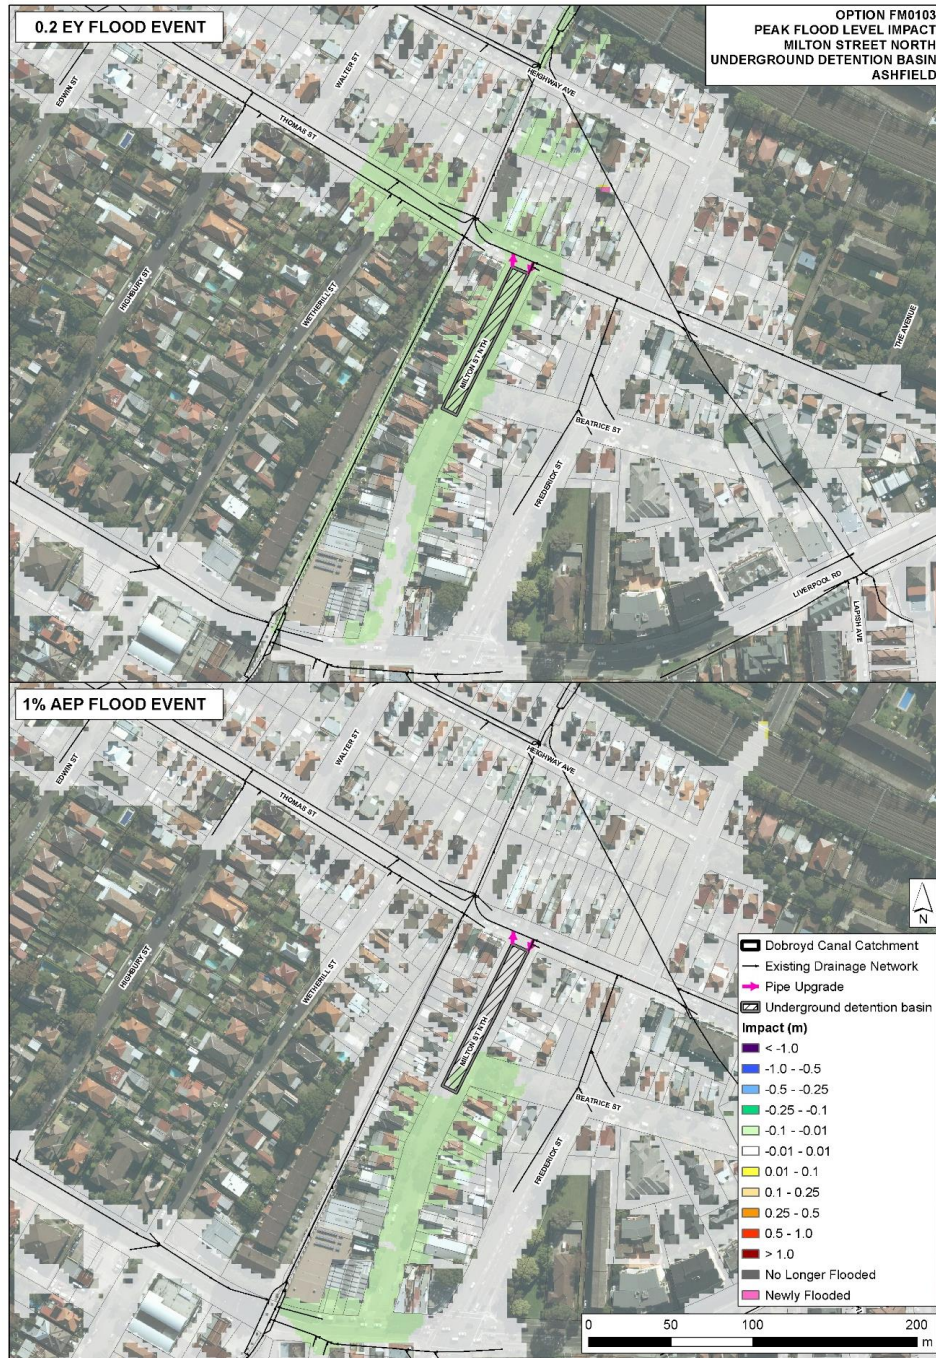 0.2 EY FLOOD EVENT
OPTION FM0103
PEAK FLOOD LEVEL IMPACT
MILTON STREET NORTH
UNDERGROUND DETENTION BASIN
ASHFIELD
EDWIN ST
WALTER ST
HEIGHWAY AVE
THOMAS ST
HIGHBURY ST
WETHERILL ST
MILTON ST NTH
THE AVENUE
BEATRICE ST
FREDERICK ST
LIVERPOOL RD
LAPISH AVE
1% AEP FLOOD EVENT
EDWIN ST
WALTER ST
HEIGHWAY AVE
THOMAS ST
HIGHBURY ST
WETHERILL ST
MILTON ST NTH
BEATRICE ST
FREDERICK ST
N
Dobroyd Canal Catchment
Existing Drainage Network
Pipe Upgrade
Underground detention basin
Impact (m)
< -1.0
-1.0 - -0.5
-0.5 - -0.25
-0.25 - -0.1
-0.1 - -0.01
-0.01 - 0.01
0.01 - 0.1
0.1 - 0.25
0.25 - 0.5
0.5 - 1.0
> 1.0
No Longer Flooded
Newly Flooded
0 50 100 200
m